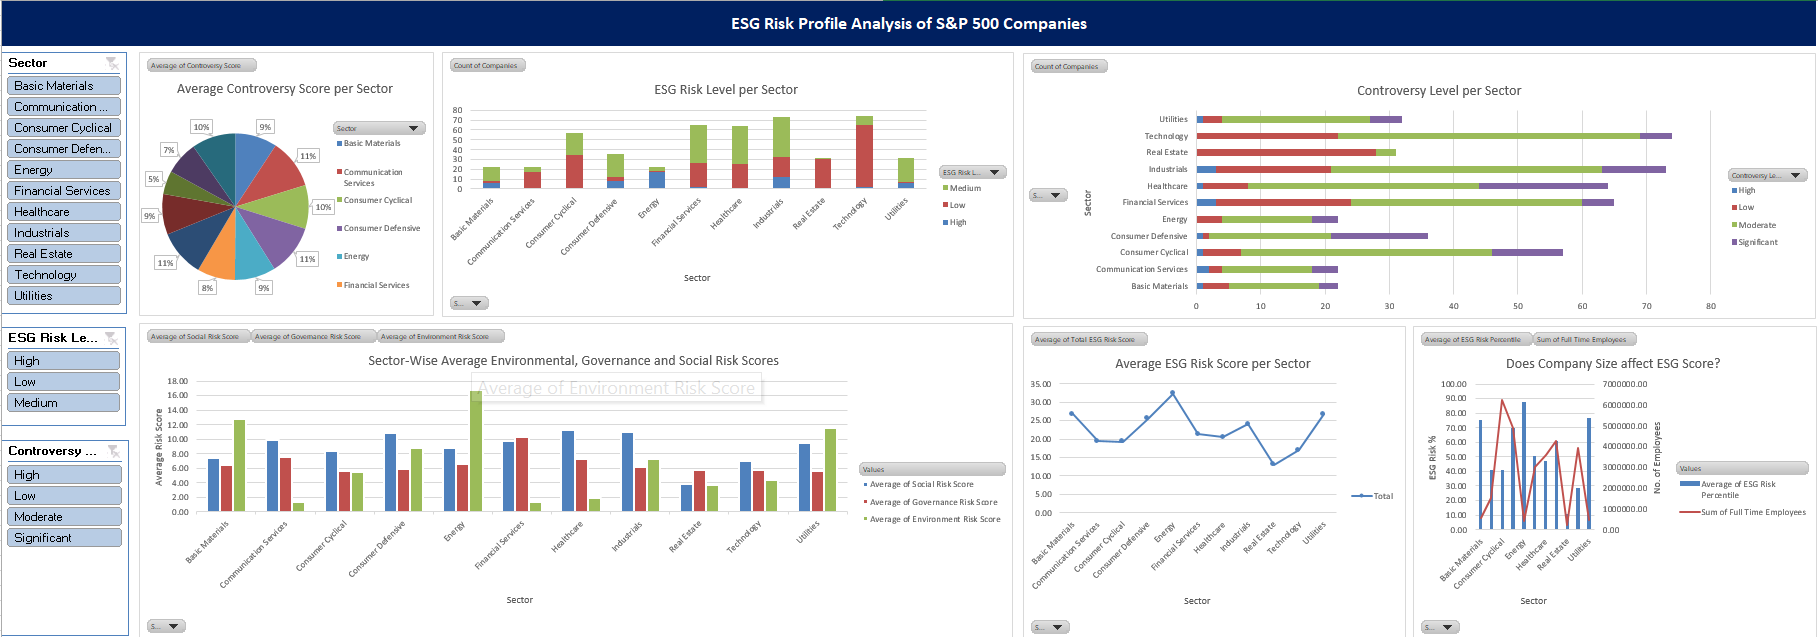 ESG Risk Profile Analysis of S&P 500 Companies
Sector
Basic Materials
Communication ...
Consumer Cyclical
Consumer Defen...
Energy
Financial Services
Healthcare
Industrials
Real Estate
Technology
Utilities
ESG Risk Le...
High
Low
Medium
Controversy ...
High
Low
Moderate
Significant
Average of Controversy Score
Average Controversy Score per Sector
10%
9%
7%
11%
5%
10%
9%
11%
11%
8%
9%
Sector
Basic Materials
Communication
Services
Consumer Cyclical
Consumer Defensive
Energy
Financial Services
Count of Companies
ESG Risk Level per Sector
80
70
60
50
40
30
20
10
0
Basic Materials
Communication Services
Consumer Cyclical
Consumer Defensive
Energy
Financial Services
Healthcare
Industrials
Real Estate
Technology
Utilities
Sector
ESG Risk L...
Medium
Low
High
S...
Count of Companies
Controversy Level per Sector
Sector
S...
Utilities
Technology
Real Estate
Industrials
Healthcare
Financial Services
Energy
Consumer Defensive
Consumer Cyclical
Communication Services
Basic Materials
0 10 20 30 40 50 60 70 80
Controversy Le...
High
Low
Moderate
Significant
Average of Social Risk Score Average of Governance Risk Score Average of Environment Risk Score
Sector-Wise Average Environmental, Governance and Social Risk Scores
Average of Environment Risk Score
Average Risk Score
18.00
16.00
14.00
12.00
10.00
8.00
6.00
4.00
2.00
0.00
Basic Materials
Communication Services
Consumer Cyclical
Consumer Defensive
Energy
Financial Services
Healthcare
Industrials
Real Estate
Technology
Utilities
Sector
Values
Average of Social Risk Score
Average of Governance Risk Score
Average of Environment Risk Score
S...
Average of Total ESG Risk Score
Average ESG Risk Score per Sector
35.00
30.00
25.00
20.00
15.00
10.00
5.00
0.00
Basic Materials
Communication Services
Consumer Cyclical
Consumer Defensive
Energy
Financial Services
Healthcare
Industrials
Real Estate
Technology
Utilities
Sector
Total
S...
Average of ESG Risk Percentile Sum of Full Time Employees
Does Company Size affect ESG Score?
ESG Risk %
100.00
90.00
80.00
70.00
60.00
50.00
40.00
30.00
20.00
10.00
0.00
7000000.00
6000000.00
5000000.00
4000000.00
3000000.00
2000000.00
1000000.00
0.00
No. of Employees
Basic Materials
Consumer Cyclical
Energy
Healthcare
Real Estate
Utilities
Sector
Values
Average of ESG Risk
Percentile
Sum of Full Time Employees
S...